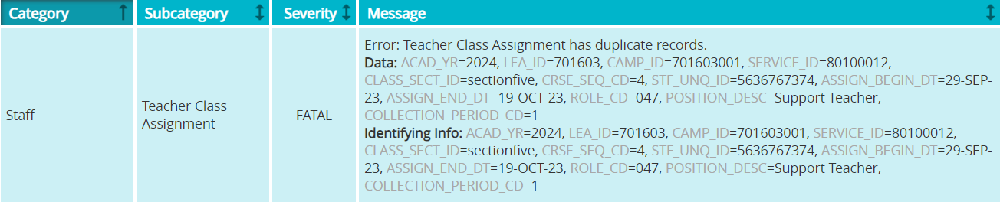 Category Subcategory Severity Message
Error: Teacher Class Assignment has duplicate records.
Data: ACAD_YR=2024, LEA_ID=701603, CAMP_ID=701603001, SERVICE_ID=80100012,
CLASS_SECT_ID=sectionfive, CRSE_SEQ_CD=4, STF_UNQ_ID=5636767374, ASSIGN_BEGIN_DT=29-SEP-
23, ASSIGN_END_DT=19-OCT-23, ROLE_CD=047, POSITION_DESC=Support Teacher,
COLLECTION_PERIOD_CD=1
Staff
Teacher Class
Assignment
FATAL
Identifying Info: ACAD_YR=2024, LEA_ID=701603, CAMP_ID=701603001, SERVICE_ID=80100012,
CLASS_SECT_ID=sectionfive, CRSE_SEQ_CD=4, STF_UNQ_ID=5636767374, ASSIGN_BEGIN_DT=29-SEP-
23, ASSIGN_END_DT=19-OCT-23, ROLE_CD=047, POSITION_DESC=Support Teacher,
COLLECTION_PERIOD_CD=1